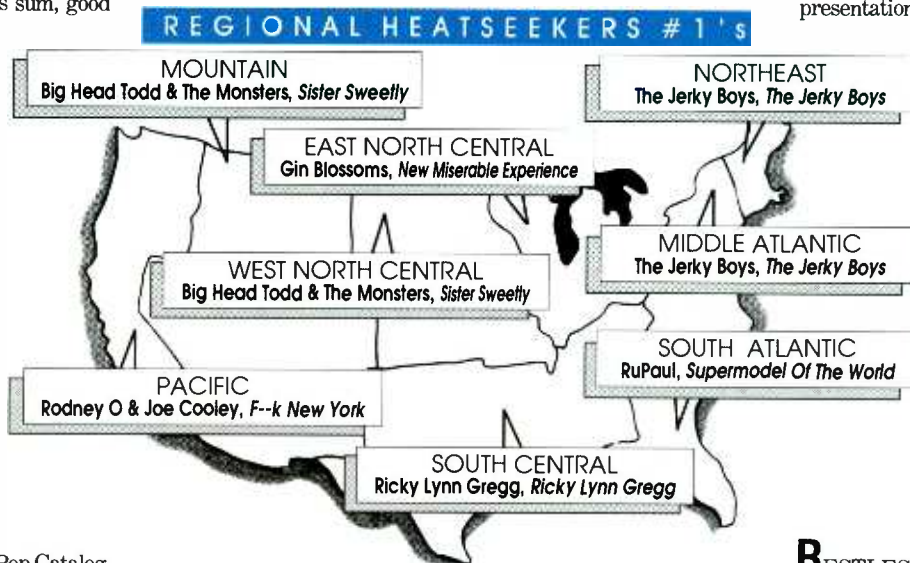 s sum, good
presentation
REGIONAL HEATSEEKERS #1's
MOUNTAIN
Big Head Todd & The Monsters, Sister Sweetly
NORTHEAST
The Jerky Boys, The Jerky Boys
EAST NORTH CENTRAL
Gin Blossoms, New Miserable Experience
MIDDLE ATLANTIC
The Jerky Boys, The Jerky Boys
WEST NORTH CENTRAL
Big Head Todd & The Monsters, Sister Sweetly
SOUTH ATLANTIC
RuPaul, Supermodel Of The World
PACIFIC
Rodney O & Joe Cooley, F--k New York
SOUTH CENTRAL
Ricky Lynn Gregg, Ricky Lynn Gregg
Pop Catalog
RESTLES